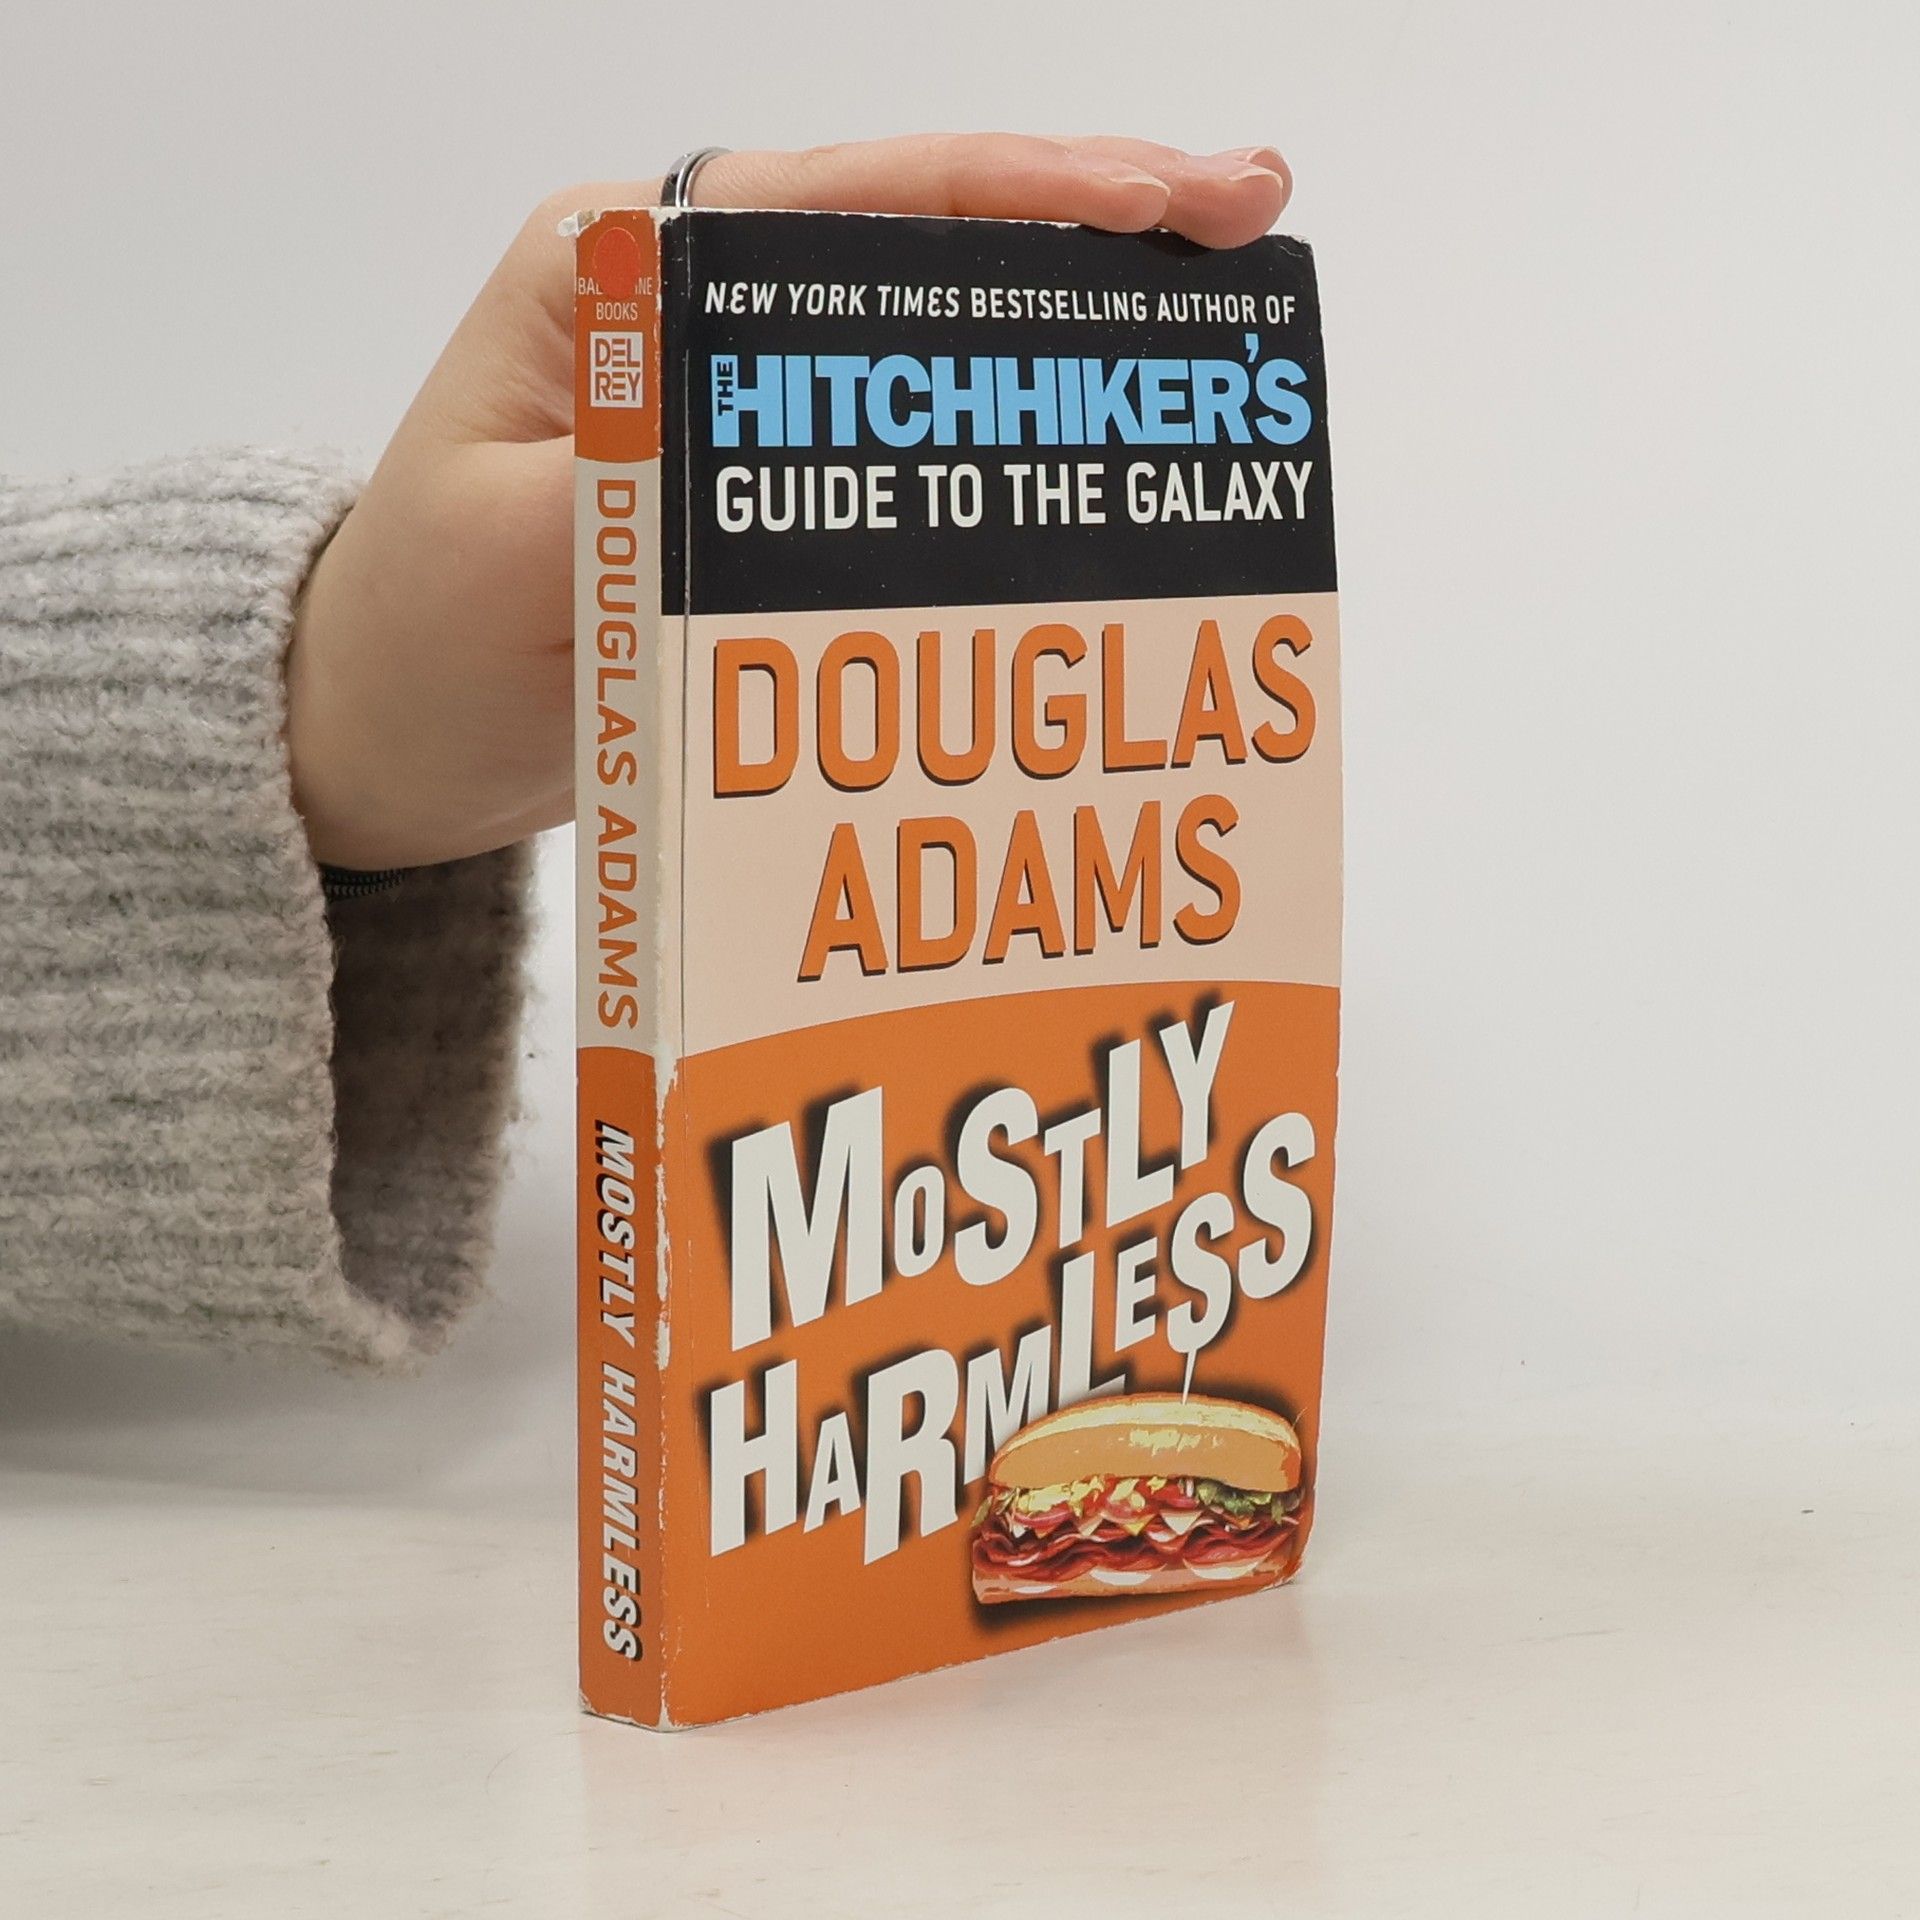 BOOKS
DEL
REY
DOUGLAS ADAMS
MOSTLY HARMLESS
NEW YORK TIMES BESTSELLING AUTHOR OF
THE HITCHHIKER'S
GUIDE TO THE GALAXY
DOUGLAS
ADAMS
MOSTLY
HARMLESS